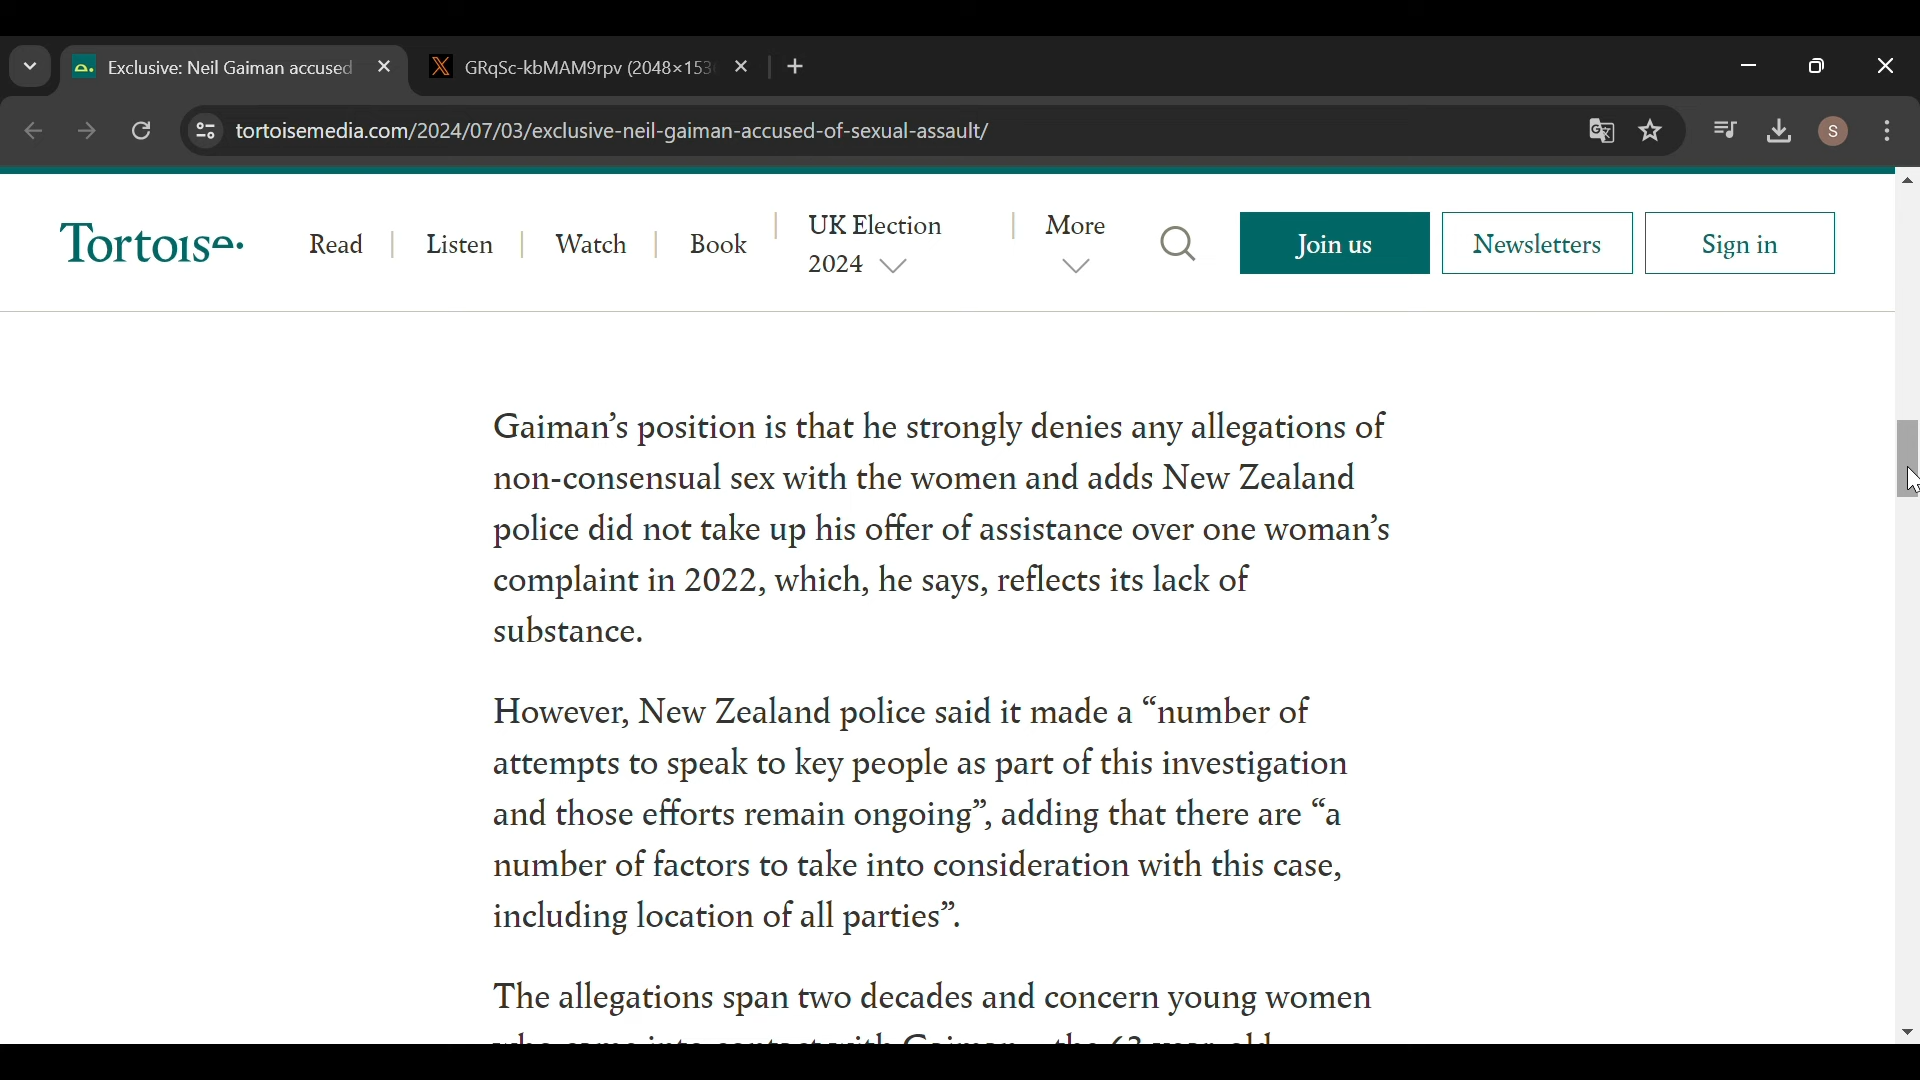 Exclusive: Neil Gaiman accused
GRqSc-kbMAM9rpv (2048×153
tortoisemedia.com/2024/07/03/exclusive-neil-gaiman-accused-of-sexual-assault/
S
Tortoise.
Read
Listen
Watch
Book
UK Election
2024
More
Join us
Newsletters
Sign in
Gaiman’s position is that he strongly denies any allegations of
non-consensual sex with the women and adds New Zealand
police did not take up his offer of assistance over one woman’s
complaint in 2022, which, he says, reflects its lack of
substance.
However, New Zealand police said it made a “number of
attempts to speak to key people as part of this investigation
and those efforts remain ongoing”, adding that there are “a
number of factors to take into consideration with this case,
including location of all parties”.
The allegations span two decades and concern young women